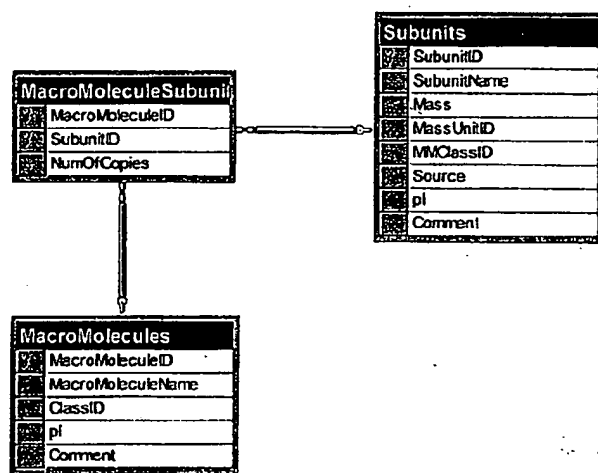 Subunits
SubunitID
SubunitName
Mass
MassUnitID
MMClassID
Source
pI
Comment
MacroMoleculeSubunit
MacroMoleculeID
SubunitID
NumOfCopies
MacroMolecules
MacroMoleculeID
MacroMoleculeName
ClassID
pI
Comment